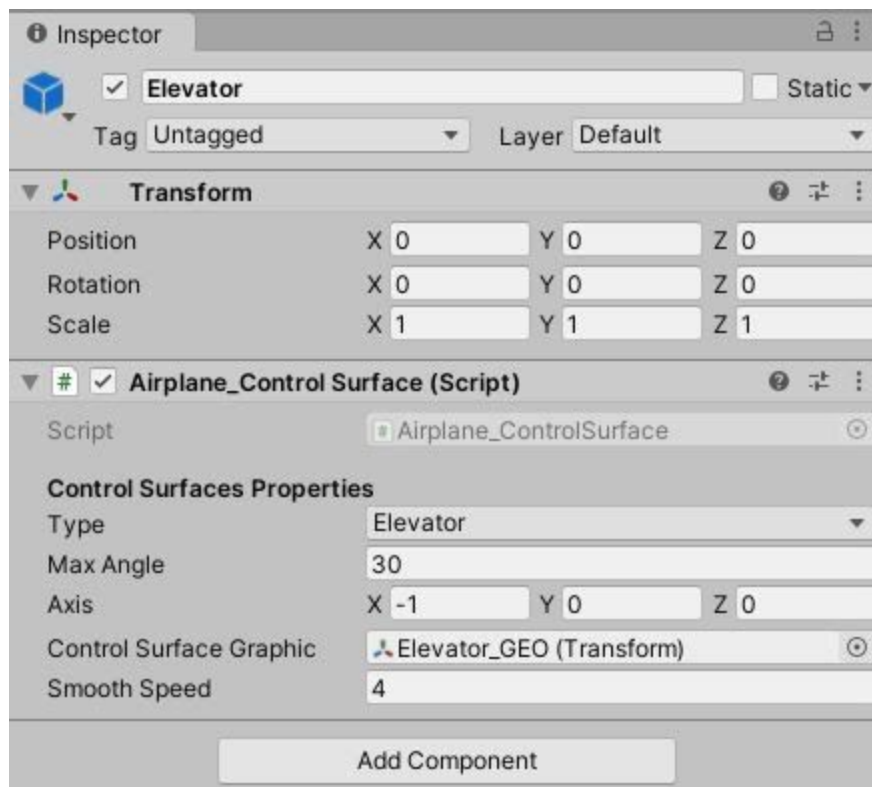 Inspector
Elevator Static
Tag Untagged Layer Default
Transform
Position X 0 Y 0 Z 0
Rotation X 0 Y 0 Z 0
Scale X 1 Y 1 Z 1
# Airplane_Control Surface (Script)
Script # Airplane_ControlSurface
Control Surfaces Properties
Type Elevator
Max Angle 30
Axis X -1 Y 0 Z 0
Control Surface Graphic Elevator_GEO (Transform)
Smooth Speed 4
Add Component